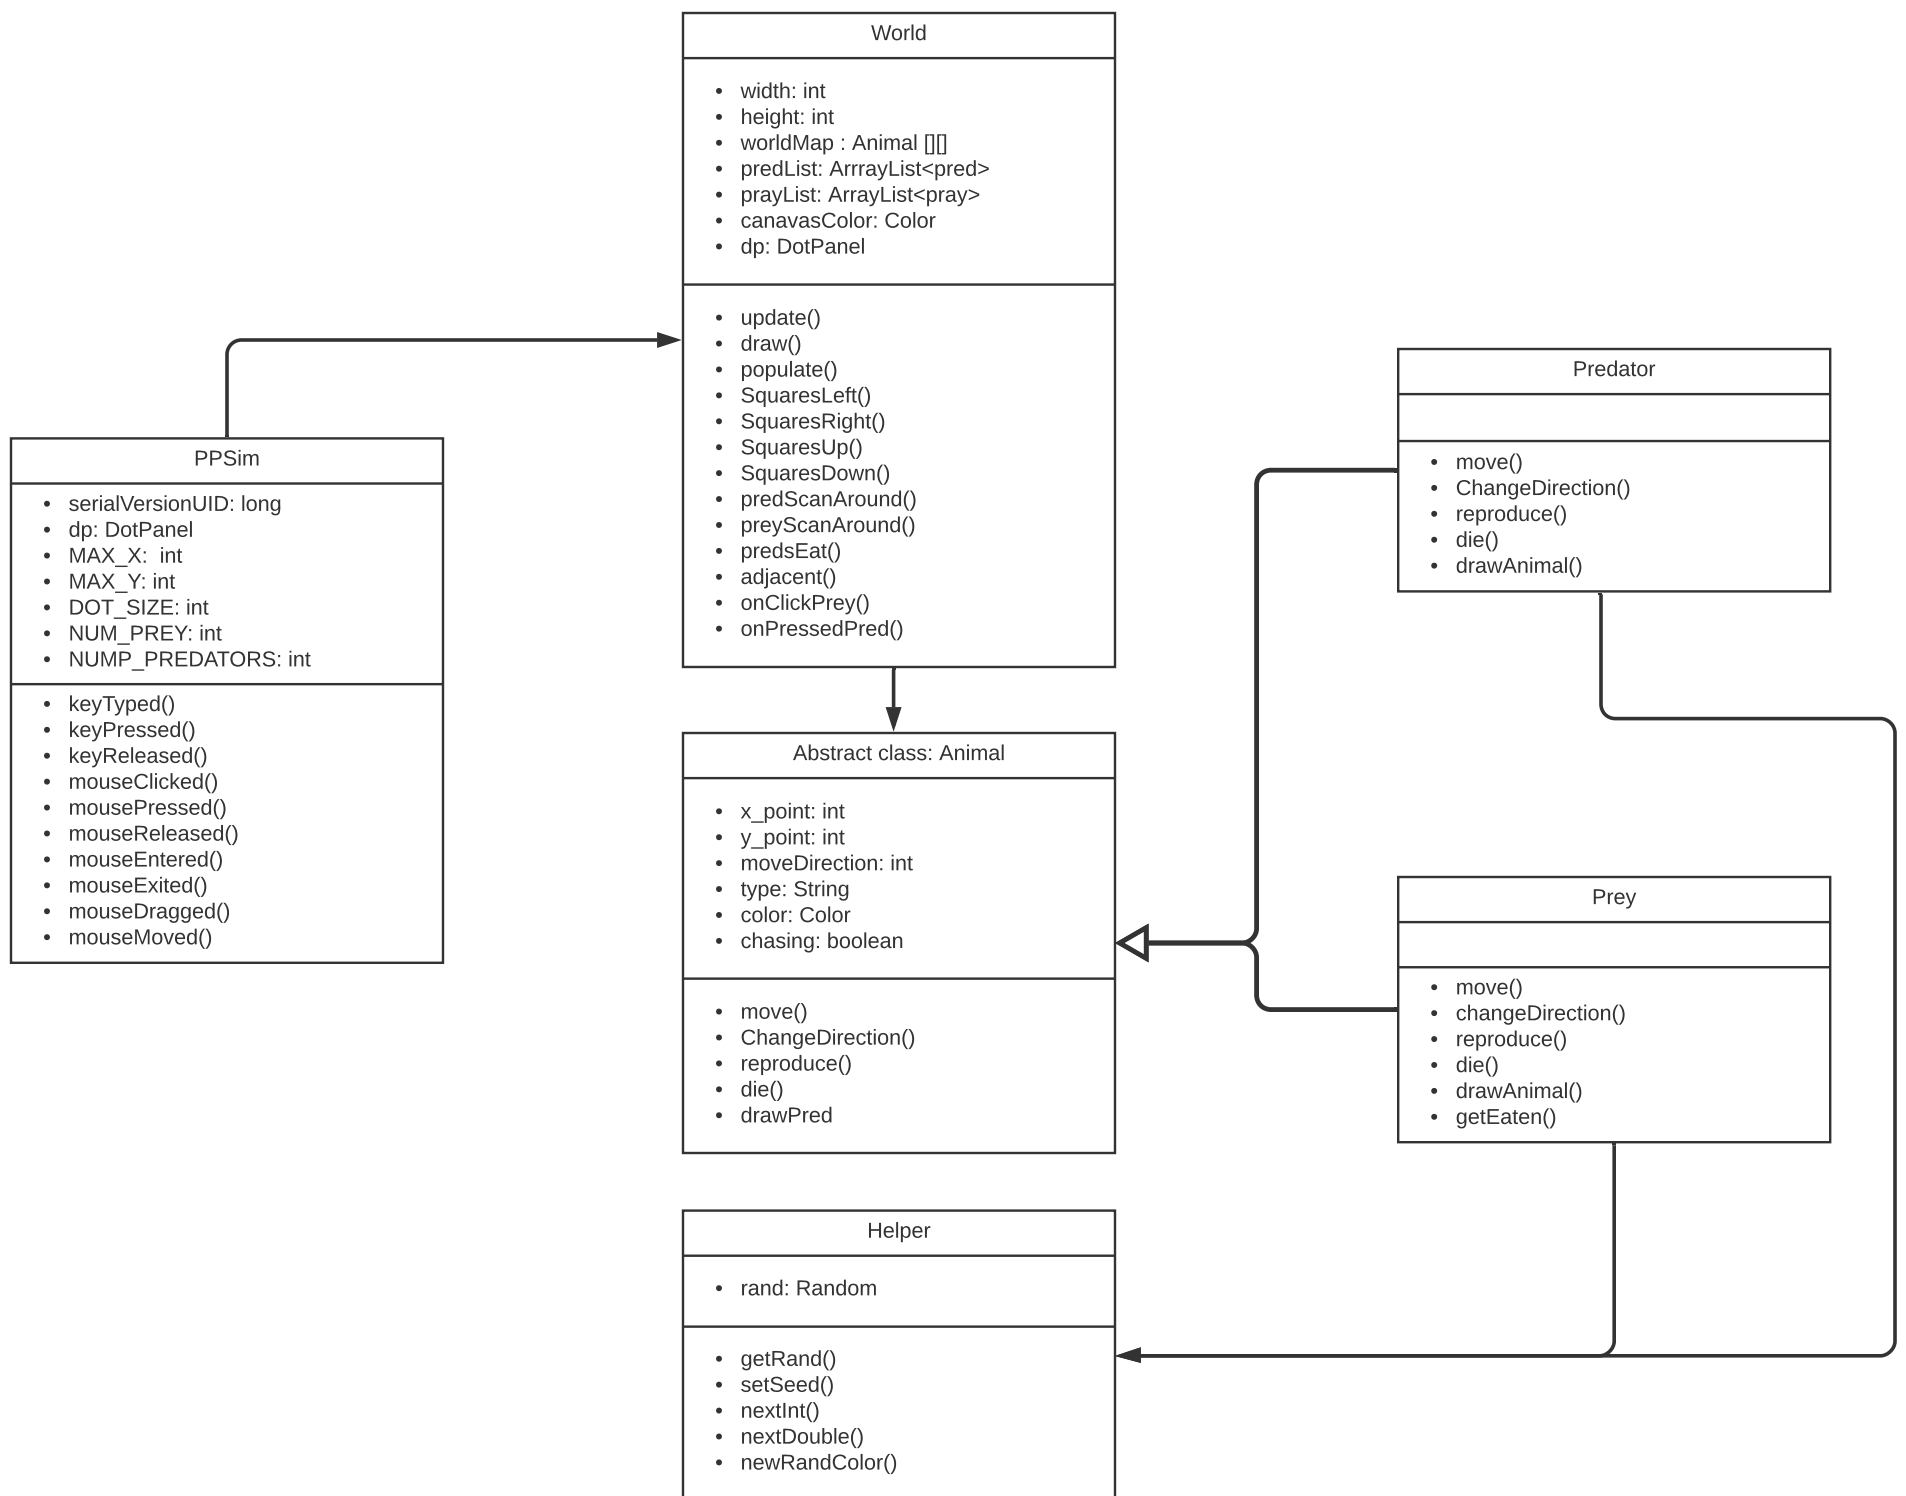 World
• width: int
• height: int
• worldMap : Animal [][]
• predList: ArrrayList<pred>
• prayList: ArrayList<pray>
• canavasColor: Color
• dp: DotPanel
• update()
• draw()
• populate()
• SquaresLeft()
• SquaresRight()
• SquaresUp()
• SquaresDown()
• predScanAround()
• preyScanAround()
• predsEat()
• adjacent()
• onClickPrey()
• onPressedPred()
PPSim
• serialVersionUID: long
• dp: DotPanel
• MAX_X:  int
• MAX_Y: int
• DOT_SIZE: int
• NUM_PREY: int
• NUMP_PREDATORS: int
• keyTyped()
• keyPressed()
• keyReleased()
• mouseClicked()
• mousePressed()
• mouseReleased()
• mouseEntered()
• mouseExited()
• mouseDragged()
• mouseMoved()
Predator
• move()
• ChangeDirection()
• reproduce()
• die()
• drawAnimal()
Abstract class: Animal
• x_point: int
• y_point: int
• moveDirection: int
• type: String
• color: Color
• chasing: boolean
• move()
• ChangeDirection()
• reproduce()
• die()
• drawPred
Prey
• move()
• changeDirection()
• reproduce()
• die()
• drawAnimal()
• getEaten()
Helper
• rand: Random
• getRand()
• setSeed()
• nextInt()
• nextDouble()
• newRandColor()